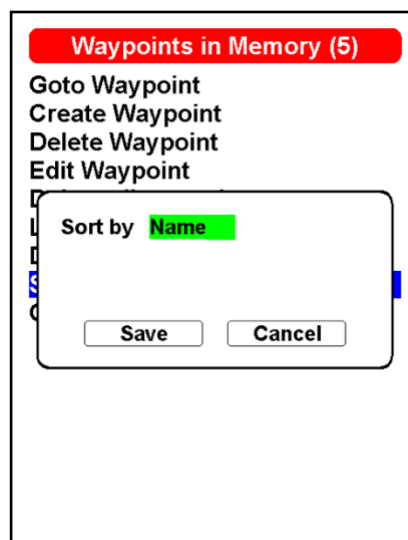 Waypoints in Memory (5)
Goto Waypoint
Create Waypoint
Delete Waypoint
Edit Waypoint
Sort by Name
Save Cancel